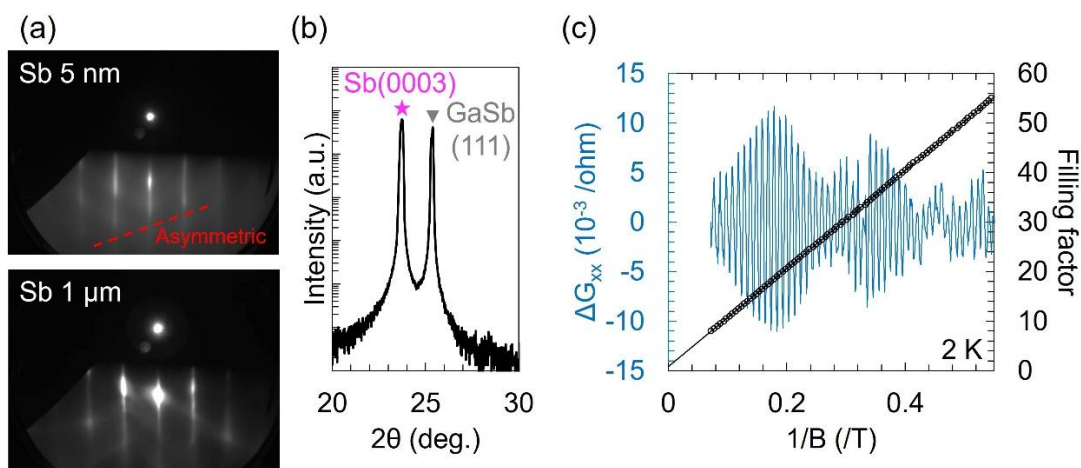 (a)
Sb 5 nm
Asymmetric
Sb 1 μm
(b)
Sb(0003)
★ ▼ GaSb
(111)
Intensity (a.u.)
20 25 30
2θ (deg.)
(c)
15
10
5
0
-5
-10
-15
ΔGxx (10⁻³ /ohm)
60
50
40
30
20
10
0
Filling factor
2 K
0 0.2 0.4
1/B (/T)